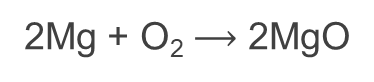 2Mg + O₂ ⟶ 2MgO